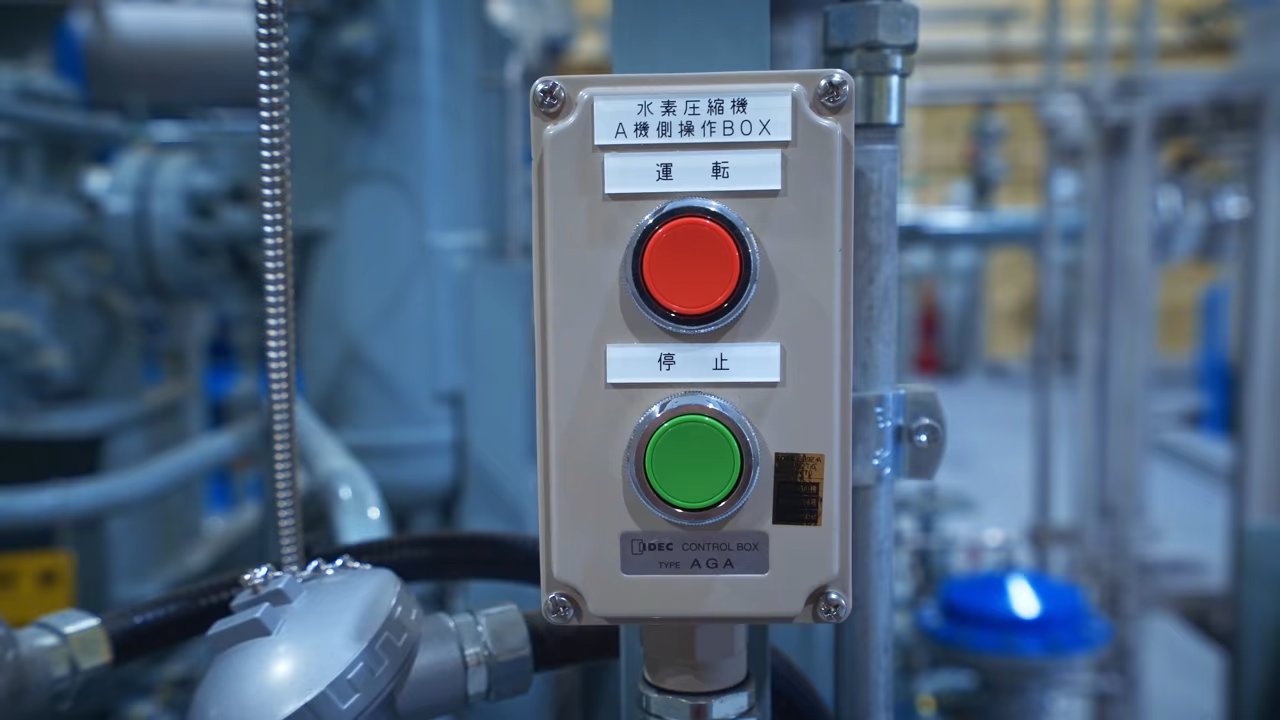 水素圧縮機
A機側操作BOX
運 転
停 止
IDEC CONTROL BOX
TYPE AGA